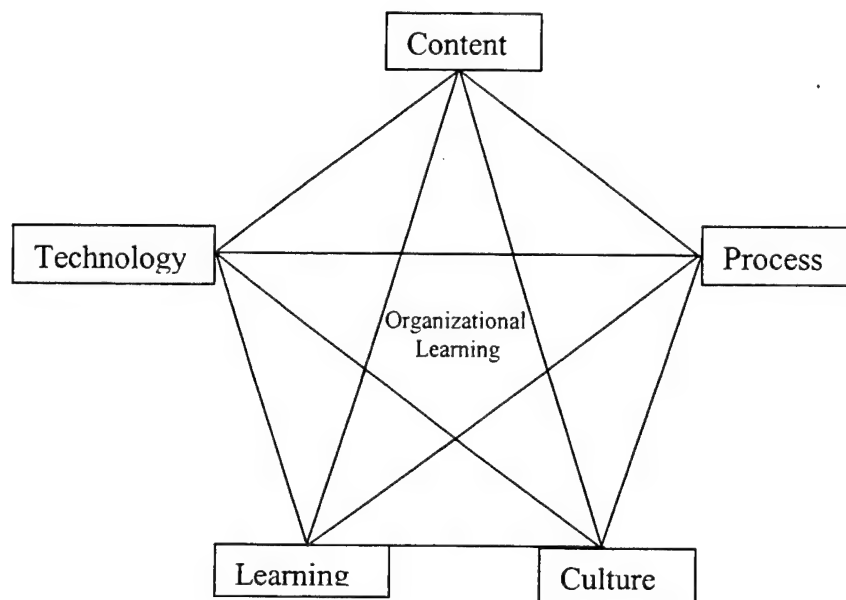 Content
Technology
Process
Organizational
Learning
Learning
Culture